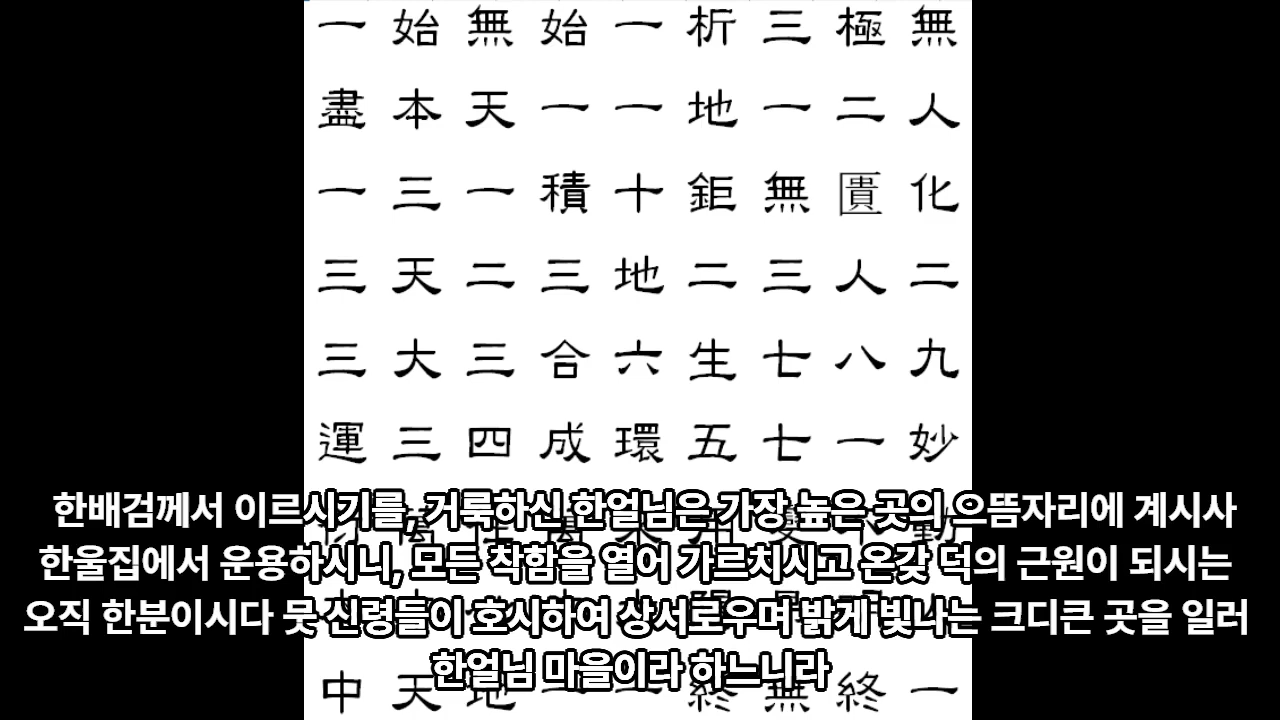 一 始 無 始 一 析 三 極 無
盡 本 天 一 一 地 一 二 人
一 三 一 積 十 鉅 無 匱 化
三 天 二 三 地 二 三 人 二
三 大 三 合 六 生 七 八 九
運 三 四 成 環 五 七 一 妙
中 天 地 一 一 終 無 終 一
한배검께서 이르시기를, 거룩하신 한얼님은 가장 높은 곳의 으뜸자리에 계시사
한울집에서 운용하시니, 모든 착함을 열어 가르치시고 온갖 덕의 근원이 되시는
오직 한분이시다 뭇 신령들이 호시하여 상서로우며 밝게 빛나는 크디큰 곳을 일러
한얼님 마을이라 하느니라